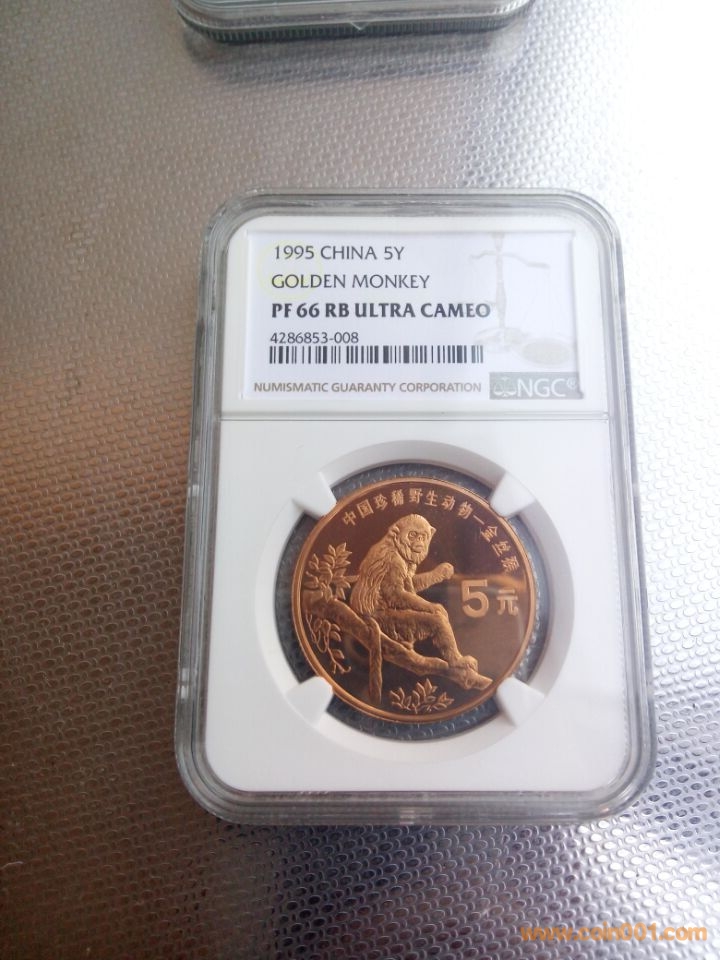 1995 CHINA 5Y
GOLDEN MONKEY
PF 66 RB ULTRA CAMEO
4286853-008
NUMISMATIC GUARANTY CORPORATION
NGC®
中国珍稀野生动物—金丝猴
5元
www.coin001.com